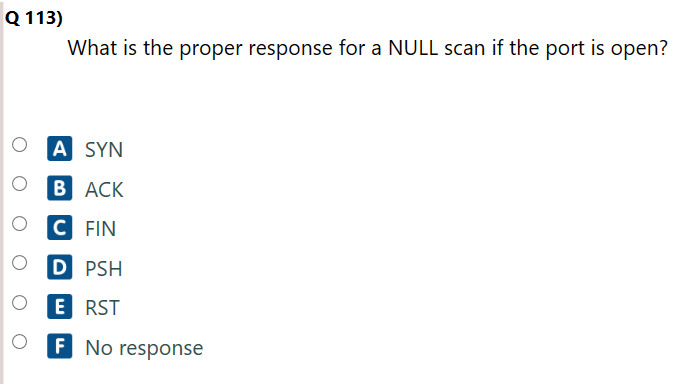 Q 113)
What is the proper response for a NULL scan if the port is open?
A SYN
B ACK
C FIN
D PSH
E RST
F No response